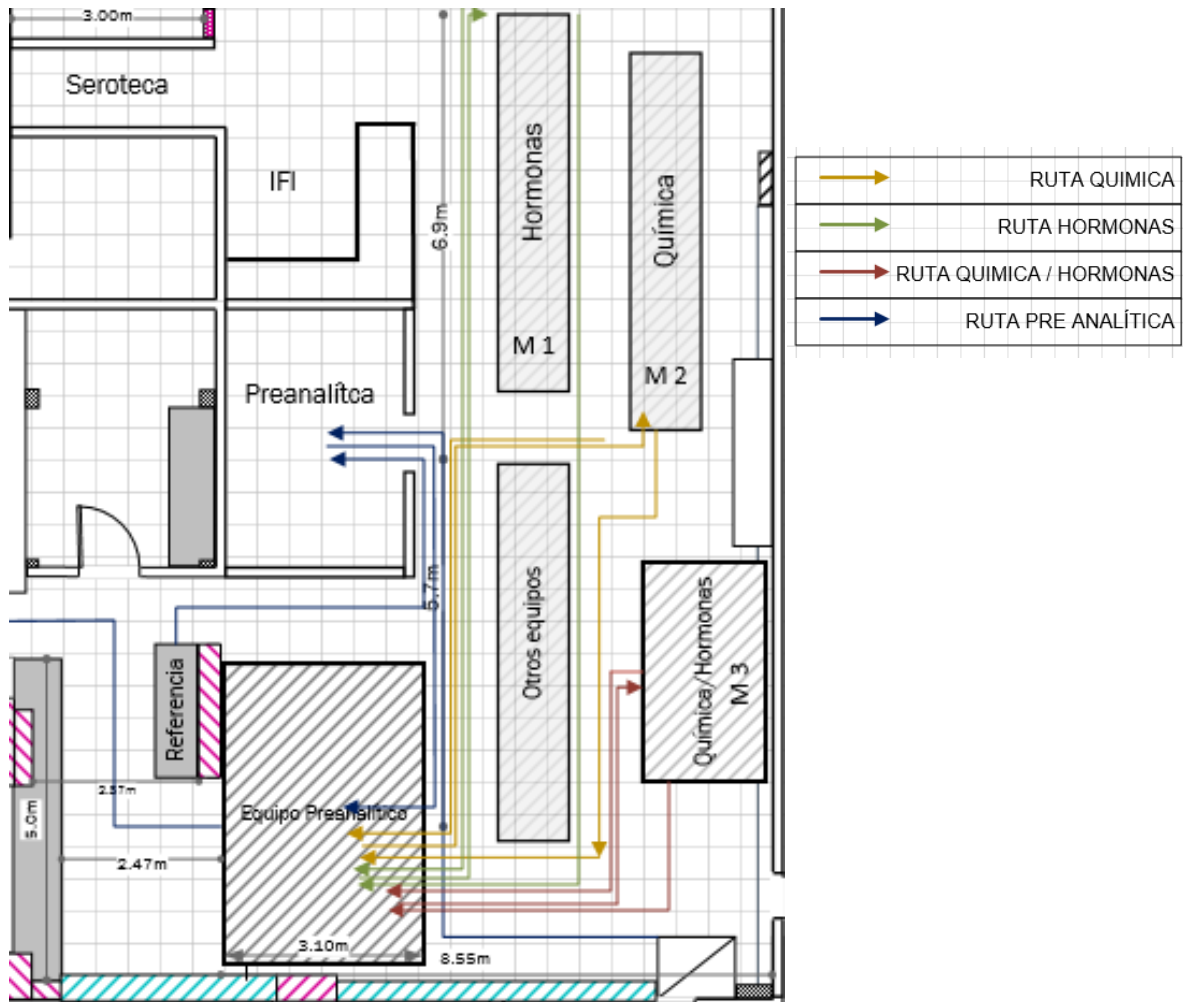 3.00m
Seroteca
IFI
6.9m
Hormonas
M 1
Química
M 2
RUTA QUIMICA
RUTA HORMONAS
RUTA QUIMICA / HORMONAS
RUTA PRE ANALÍTICA
Preanalítca
5.7m
Otros equipos
Química/Hormonas
M 3
Referencia
Equipo Preanalítico
2.37m
5.0m
2.47m
3.10m
8.55m